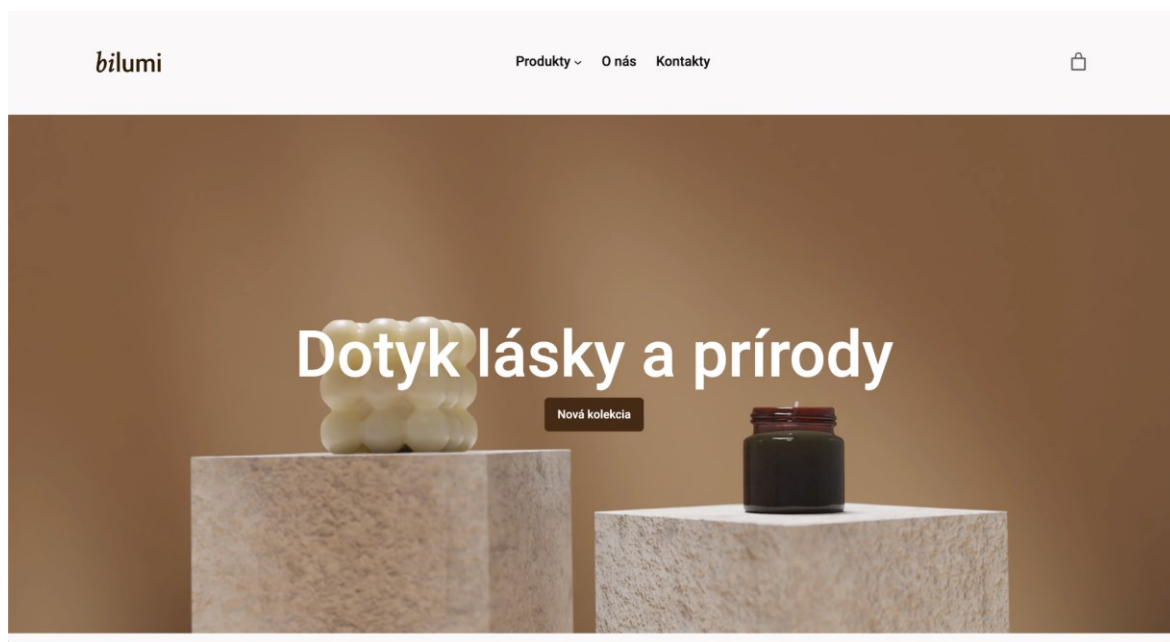 bilumi
Produkty
O nás
Kontakty
Dotyk lásky a prírody
Nová kolekcia